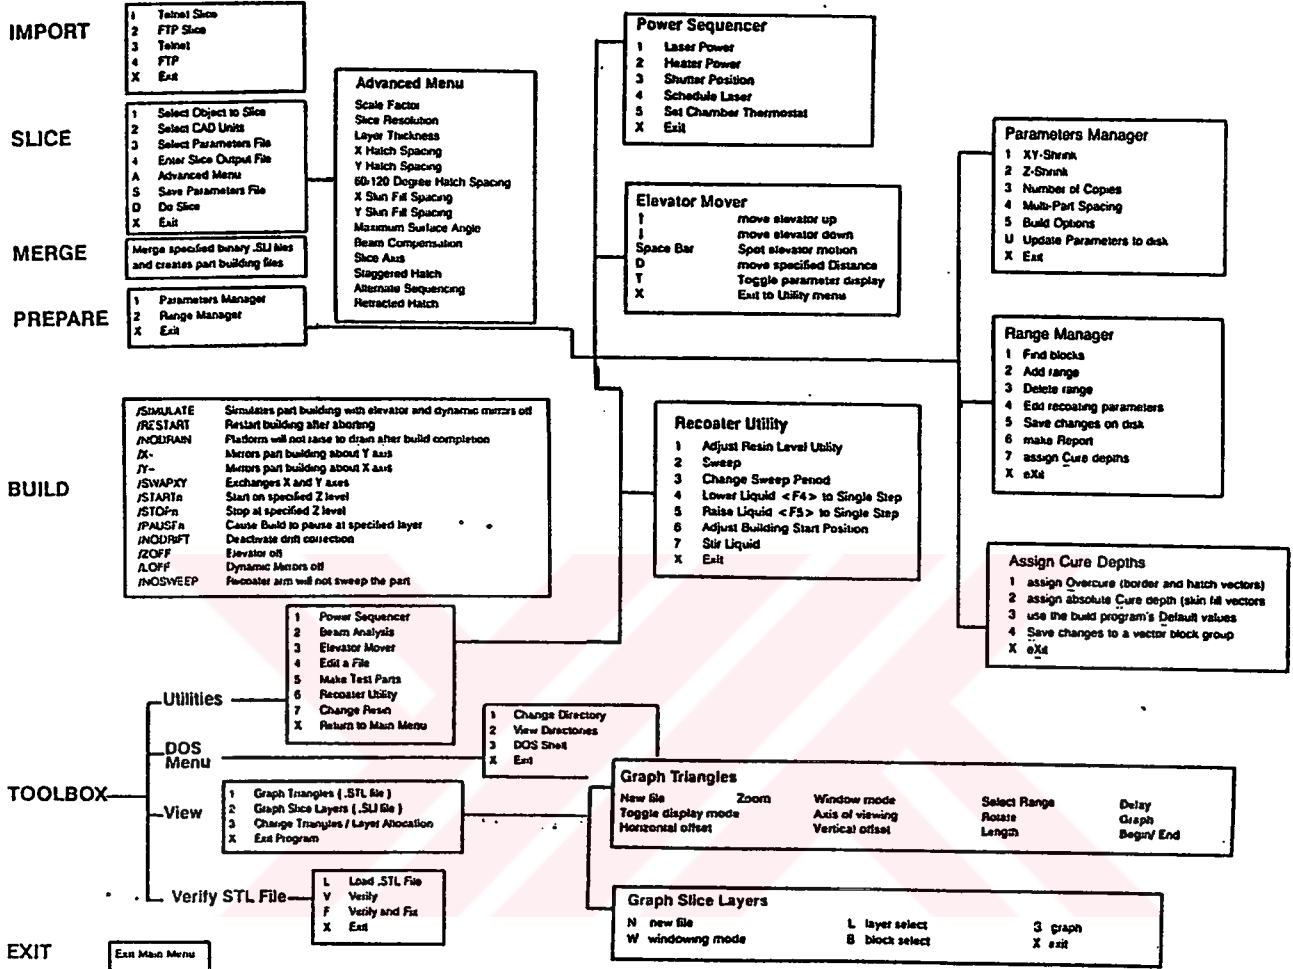 IMPORT
1 Telnet Slice
2 FTP Slice
3 Telnet
4 FTP
X Exit
SLICE
1 Select Object to Slice
2 Select CAD Units
3 Select Parameters File
4 Enter Slice Output File
A Advanced Menu
S Save Parameters File
D Do Slice
X Exit
Advanced Menu
Scale Factor
Slice Resolution
Layer Thickness
X Hatch Spacing
Y Hatch Spacing
60-120 Degree Hatch Spacing
X Skin Fill Spacing
Y Skin Fill Spacing
Maximum Surface Angle
Beam Compensation
Slice Axis
Staggered Hatch
Alternate Sequencing
Retracted Hatch
MERGE
Merge specified binary .SLI files
and creates part building files
PREPARE
1 Parameters Manager
2 Range Manager
X Exit
Power Sequencer
1 Laser Power
2 Heater Power
3 Shutter Position
4 Schedule Laser
5 Set Chamber Thermostat
X Exit
Elevator Mover
↑ move elevator up
↓ move elevator down
Space Bar Spot elevator motion
D move specified Distance
T Toggle parameter display
X Exit to Utility menu
Parameters Manager
1 XY-Shrink
2 Z-Shrink
3 Number of Copies
4 Multi-Part Spacing
5 Build Options
U Update Parameters to disk
X Exit
Range Manager
1 Find blocks
2 Add range
3 Delete range
4 Edit recoating parameters
5 Save changes on disk
6 make Report
7 assign Cure depths
X eXit
BUILD
/SIMULATE Simulates part building with elevator and dynamic mirrors off
/RESTART Restart building after aborting
/NODRAIN Platform will not raise to drain after build completion
/X- Mirrors part building about Y axis
/Y- Mirrors part building about X axis
/SWAPXY Exchanges X and Y axes
/STARTn Start on specified Z level
/STOPn Stop at specified Z level
/PAUSEn Cause Build to pause at specified layer
/NODRIFT Deactivate drift correction
/ZOFF Elevator off
/LOFF Dynamic Mirrors off
/NOSWEEP Recoater arm will not sweep the part
Recoater Utility
1 Adjust Resin Level Utility
2 Sweep
3 Change Sweep Period
4 Lower Liquid <F4> to Single Step
5 Raise Liquid <F5> to Single Step
6 Adjust Building Start Position
7 Stir Liquid
X Exit
Assign Cure Depths
1 assign Overcure (border and hatch vectors)
2 assign absolute Cure depth (skin fill vectors
3 use the build program's Default values
4 Save changes to a vector block group
X eXit
TOOLBOX
Utilities
1 Power Sequencer
2 Beam Analysis
3 Elevator Mover
4 Edit a File
5 Make Test Parts
6 Recoater Utility
7 Change Resin
X Return to Main Menu
DOS
Menu
1 Change Directory
2 View Directories
3 DOS Shell
X Exit
View
1 Graph Triangles ( .STL file )
2 Graph Slice Layers ( .SLI file )
3 Change Triangles / Layer Allocation
X Exit Program
Graph Triangles
New file Zoom Window mode Select Range Delay
Toggle display mode Axis of viewing Rotate Graph
Horizontal offset Vertical offset Length Begin/ End
Verify STL File
L Load .STL File
V Verify
F Verify and Fix
X Exit
Graph Slice Layers
N new file L layer select 3 graph
W windowing mode B block select X exit
EXIT
Exit Main Menu